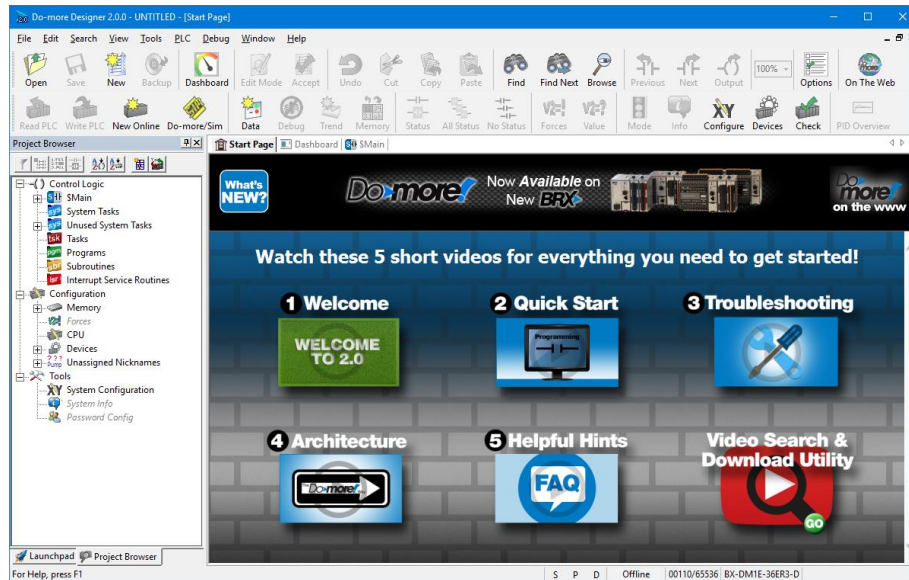 Do-more Designer 2.0.0 - UNTITLED - [Start Page]
File Edit Search View Tools PLC Debug Window Help
Open Save New Backup Dashboard Edit Mode Accept Undo Cut Copy Paste Find Find Next Browse Previous Next Output 100% Options On The Web
Read PLC Write PLC New Online Do-more/Sim Data Debug Trend Memory Status All Status No Status Forces Value Mode Info Configure Devices Check PID Overview
Project Browser
Start Page Dashboard $Main
Control Logic
$Main
System Tasks
Unused System Tasks
Tasks
Programs
Subroutines
Interrupt Service Routines
Configuration
Memory
Forces
CPU
Devices
Unassigned Nicknames
Tools
System Configuration
System Info
Password Config
Launchpad Project Browser
What's NEW?
Do-more!
Now Available on
New BRX
Do-more!
on the www
Watch these 5 short videos for everything you need to get started!
1 Welcome
WELCOME
TO 2.0
2 Quick Start
Programming
3 Troubleshooting
4 Architecture
Do-more!
5 Helpful Hints
FAQ
Video Search &
Download Utility
GO
For Help, press F1
S P D Offline 00110/65536 BX-DM1E-36ER3-D